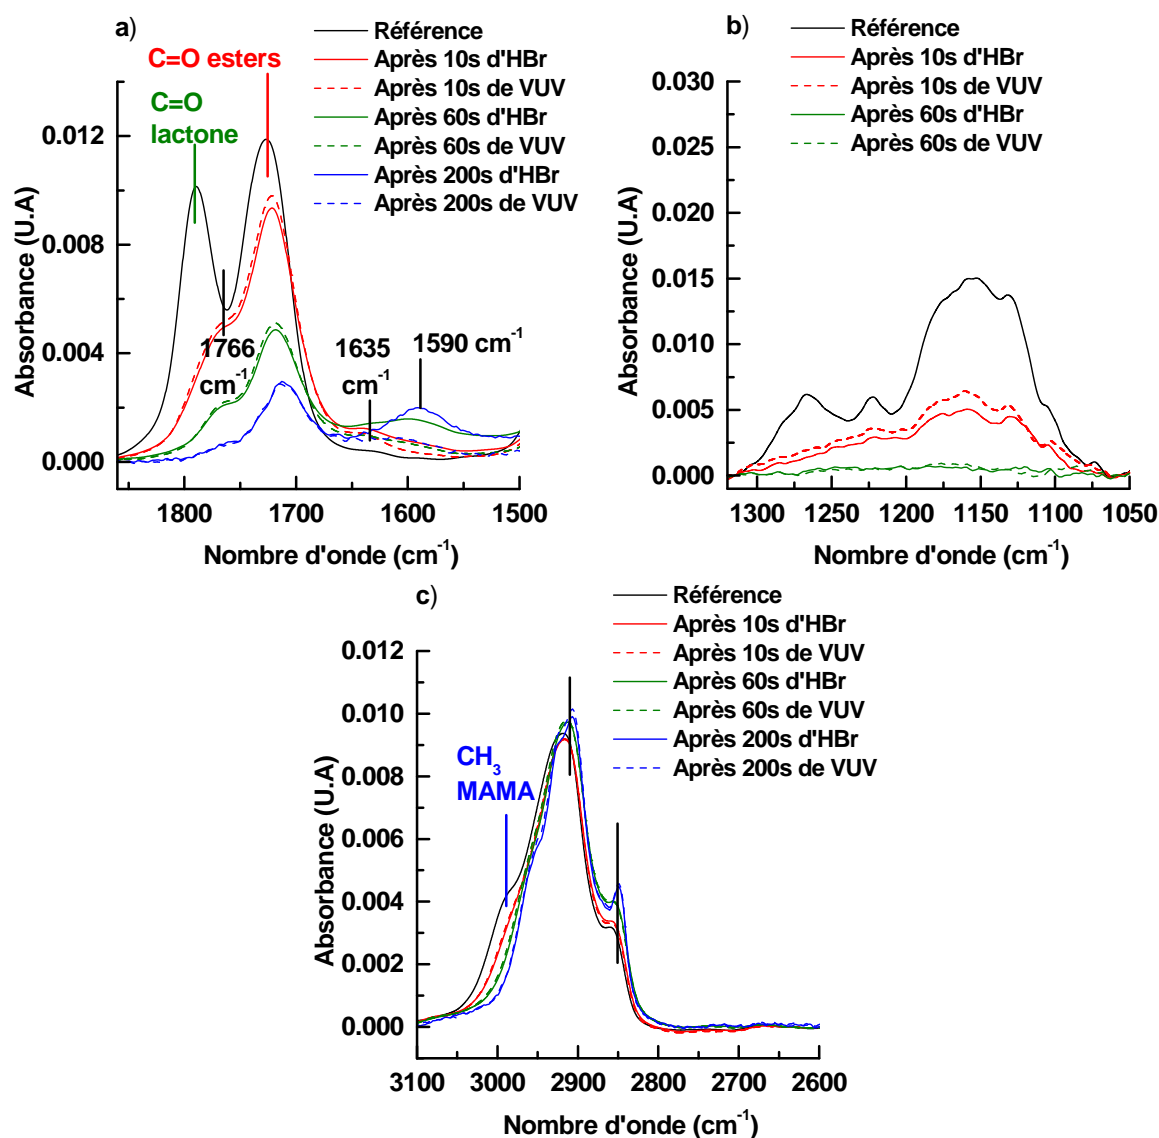 a)
C=O esters
C=O
lactone
Référence
Après 10s d'HBr
Après 10s de VUV
Après 60s d'HBr
Après 60s de VUV
Après 200s d'HBr
Après 200s de VUV
0.012
0.008
0.004
0.000
Absorbance (U.A)
1766
cm-1
1635
cm-1
1590 cm-1
1800 1700 1600 1500
Nombre d'onde (cm-1)
b)
Référence
Après 10s d'HBr
Après 10s de VUV
Après 60s d'HBr
Après 60s de VUV
0.030
0.025
0.020
0.015
0.010
0.005
0.000
Absorbance (U.A)
1300 1250 1200 1150 1100 1050
Nombre d'onde (cm-1)
c)
Référence
Après 10s d'HBr
Après 10s de VUV
Après 60s d'HBr
Après 60s de VUV
Après 200s d'HBr
Après 200s de VUV
CH3
MAMA
0.012
0.010
0.008
0.006
0.004
0.002
0.000
Absorbance (U.A)
3100 3000 2900 2800 2700 2600
Nombre d'onde (cm-1)